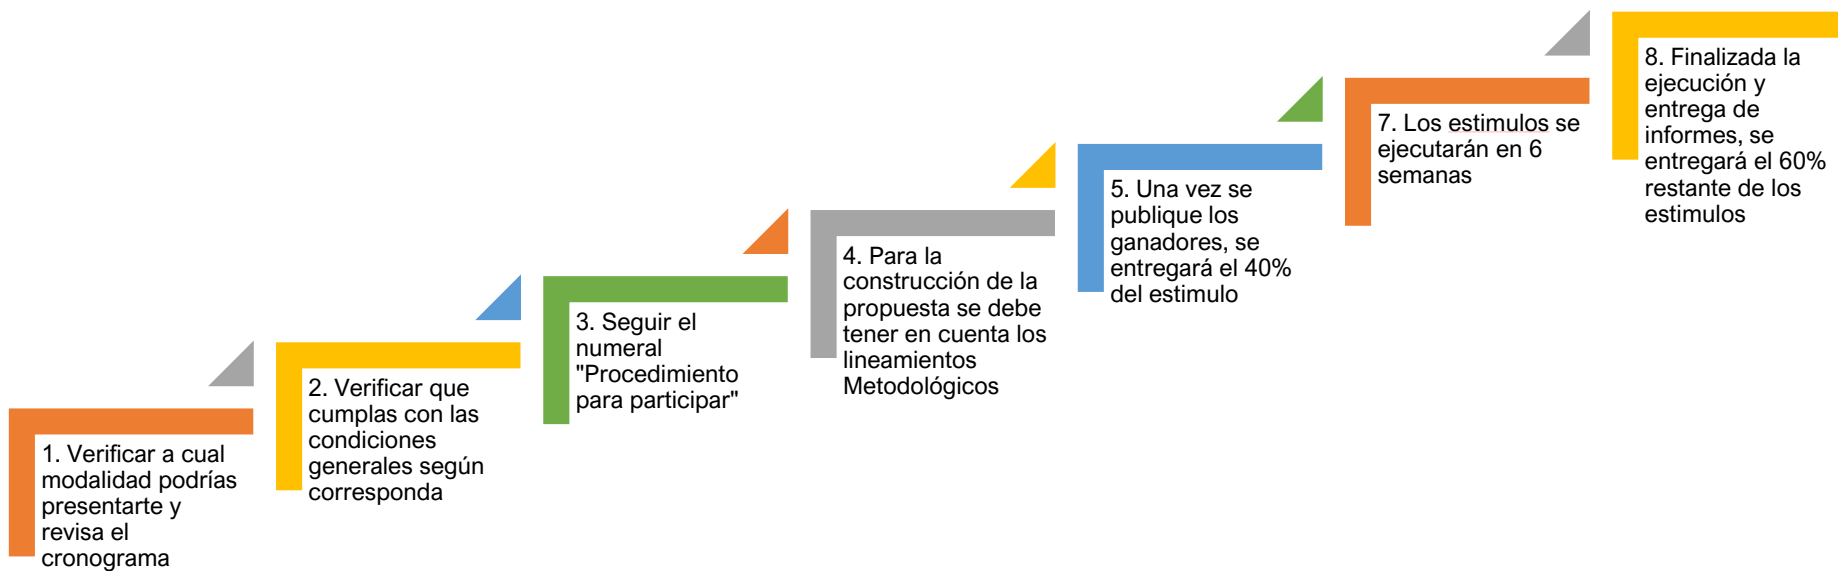 1. Verificar a cual
modalidad podrías
presentarte y
revisa el
cronograma
2. Verificar que
cumplas con las
condiciones
generales según
corresponda
3. Seguir el
numeral
"Procedimiento
para participar"
4. Para la
construcción de la
propuesta se debe
tener en cuenta los
lineamientos
Metodológicos
5. Una vez se
publique los
ganadores, se
entregará el 40%
del estimulo
7. Los estimulos se
ejecutarán en 6
semanas
8. Finalizada la
ejecución y
entrega de
informes, se
entregará el 60%
restante de los
estimulos